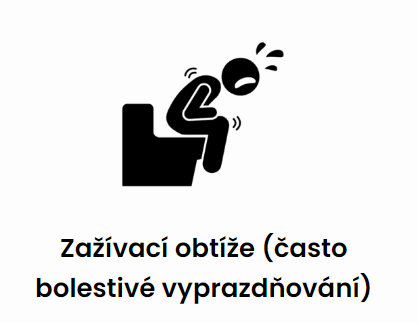 Zažívací obtíže (často
bolestivé vyprazdňování)